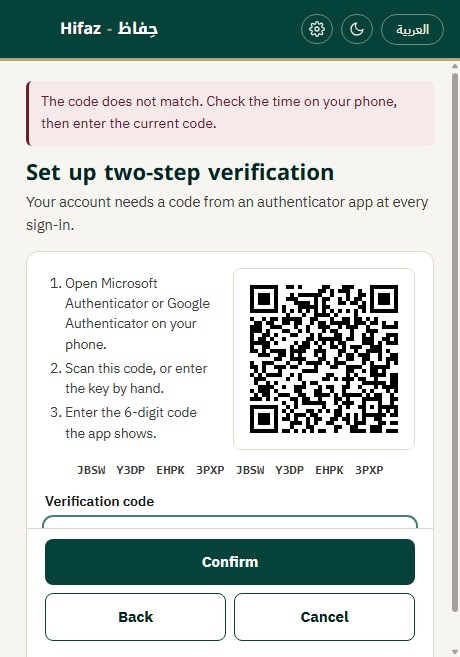 Hifaz - حِفاظ
العربية
The code does not match. Check the time on your phone,
then enter the current code.
Set up two-step verification
Your account needs a code from an authenticator app at every
sign-in.
1. Open Microsoft
Authenticator or Google
Authenticator on your
phone.
2. Scan this code, or enter
the key by hand.
3. Enter the 6-digit code
the app shows.
JBSW Y3DP EHPK 3PXP JBSW Y3DP EHPK 3PXP
Verification code
Confirm
Back
Cancel